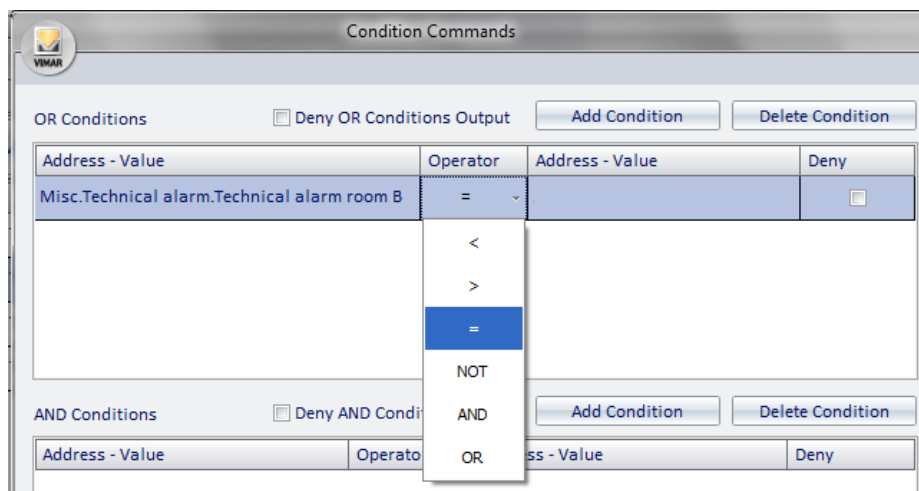 Condition Commands
VIMAR
OR Conditions Deny OR Conditions Output Add Condition Delete Condition
Address - Value Operator Address - Value Deny
Misc.Technical alarm.Technical alarm room B =
<
>
=
NOT
AND Conditions Deny AND Condi AND Add Condition Delete Condition
Address - Value Operato OR ss - Value Deny